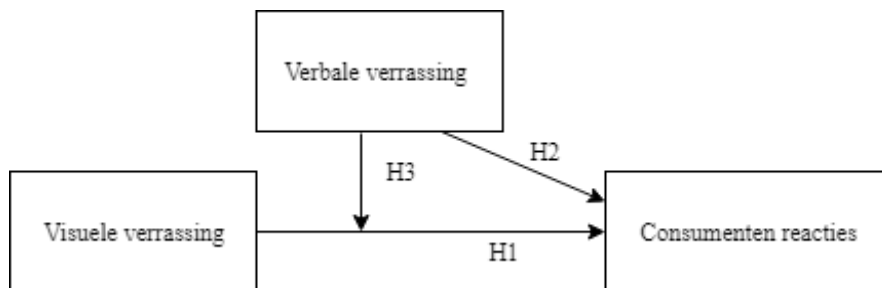 Verbale verrassing
H2
H3
Visuele verrassing
Consumenten reacties
H1